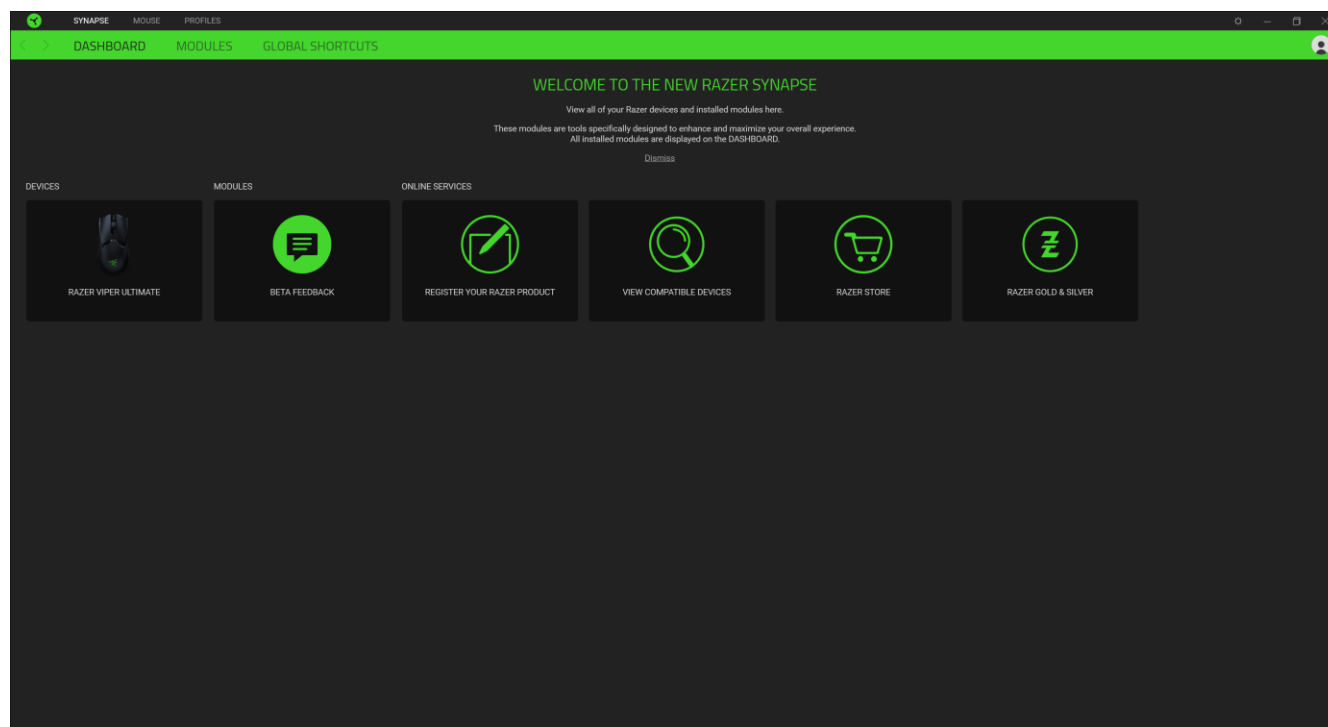 SYNAPSE MOUSE PROFILES
DASHBOARD MODULES GLOBAL SHORTCUTS
WELCOME TO THE NEW RAZER SYNAPSE
View all of your Razer devices and installed modules here.
These modules are tools specifically designed to enhance and maximize your overall experience.
All installed modules are displayed on the DASHBOARD.
Dismiss
DEVICES MODULES ONLINE SERVICES
RAZER VIPER ULTIMATE BETA FEEDBACK REGISTER YOUR RAZER PRODUCT VIEW COMPATIBLE DEVICES RAZER STORE RAZER GOLD & SILVER